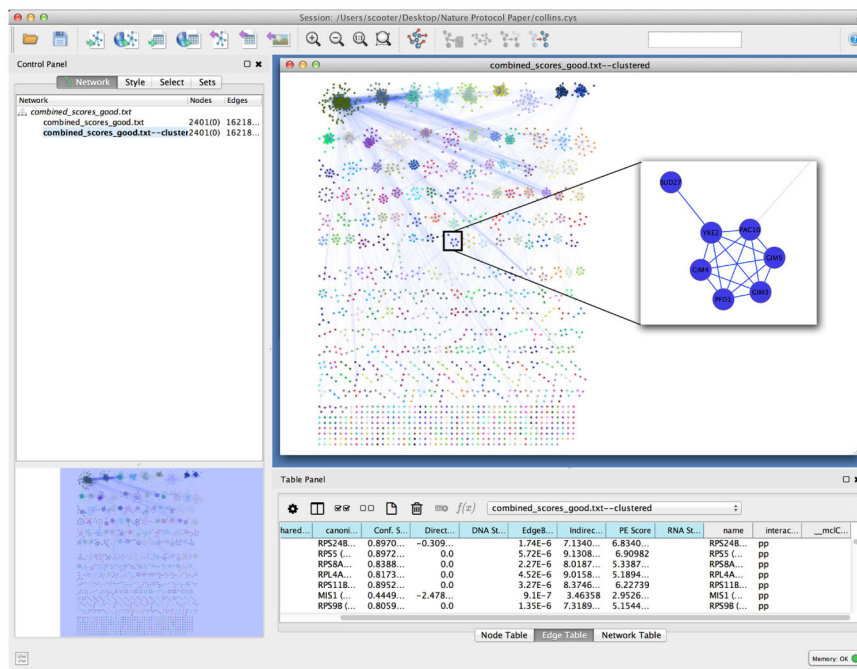 Session: /Users/scooter/Desktop/Nature Protocol Paper/collins.cys
Control Panel
Network Style Select Sets
Network Nodes Edges
combined_scores_good.txt
combined_scores_good.txt 2401(0) 16218...
combined_scores_good.txt--cluster 2401(0) 16218...
combined_scores_good.txt--clustered
BUD27
YKE2
PAC10
GIM4
GIM5
PFD1
GIM3
Table Panel
f(x) combined_scores_good.txt--clustered
hared... canoni... Conf. S... Direct... DNA St... EdgeB... Indirec... PE Score RNA St... name interac... __mclC...
RPS24B... 0.8970... -0.309... 1.74E-6 7.1340... 6.8340... RPS24B... pp
RPS5 (... 0.8972... 0.0 5.72E-6 9.1308... 6.90982 RPS5 (... pp
RPS8A... 0.8388... 0.0 2.27E-6 8.0187... 5.3387... RPS8A... pp
RPL4A... 0.8173... 0.0 4.52E-6 9.0158... 5.1894... RPL4A... pp
RPS11B... 0.8952... 0.0 3.27E-6 8.3746... 6.22739 RPS11B... pp
MIS1 (... 0.4449... -2.478... 9.1E-7 3.46358 2.9526... MIS1 (... pp
RPS9B (... 0.8059... 0.0 1.35E-6 7.3189... 5.1544... RPS9B (... pp
Node Table Edge Table Network Table
Memory: OK